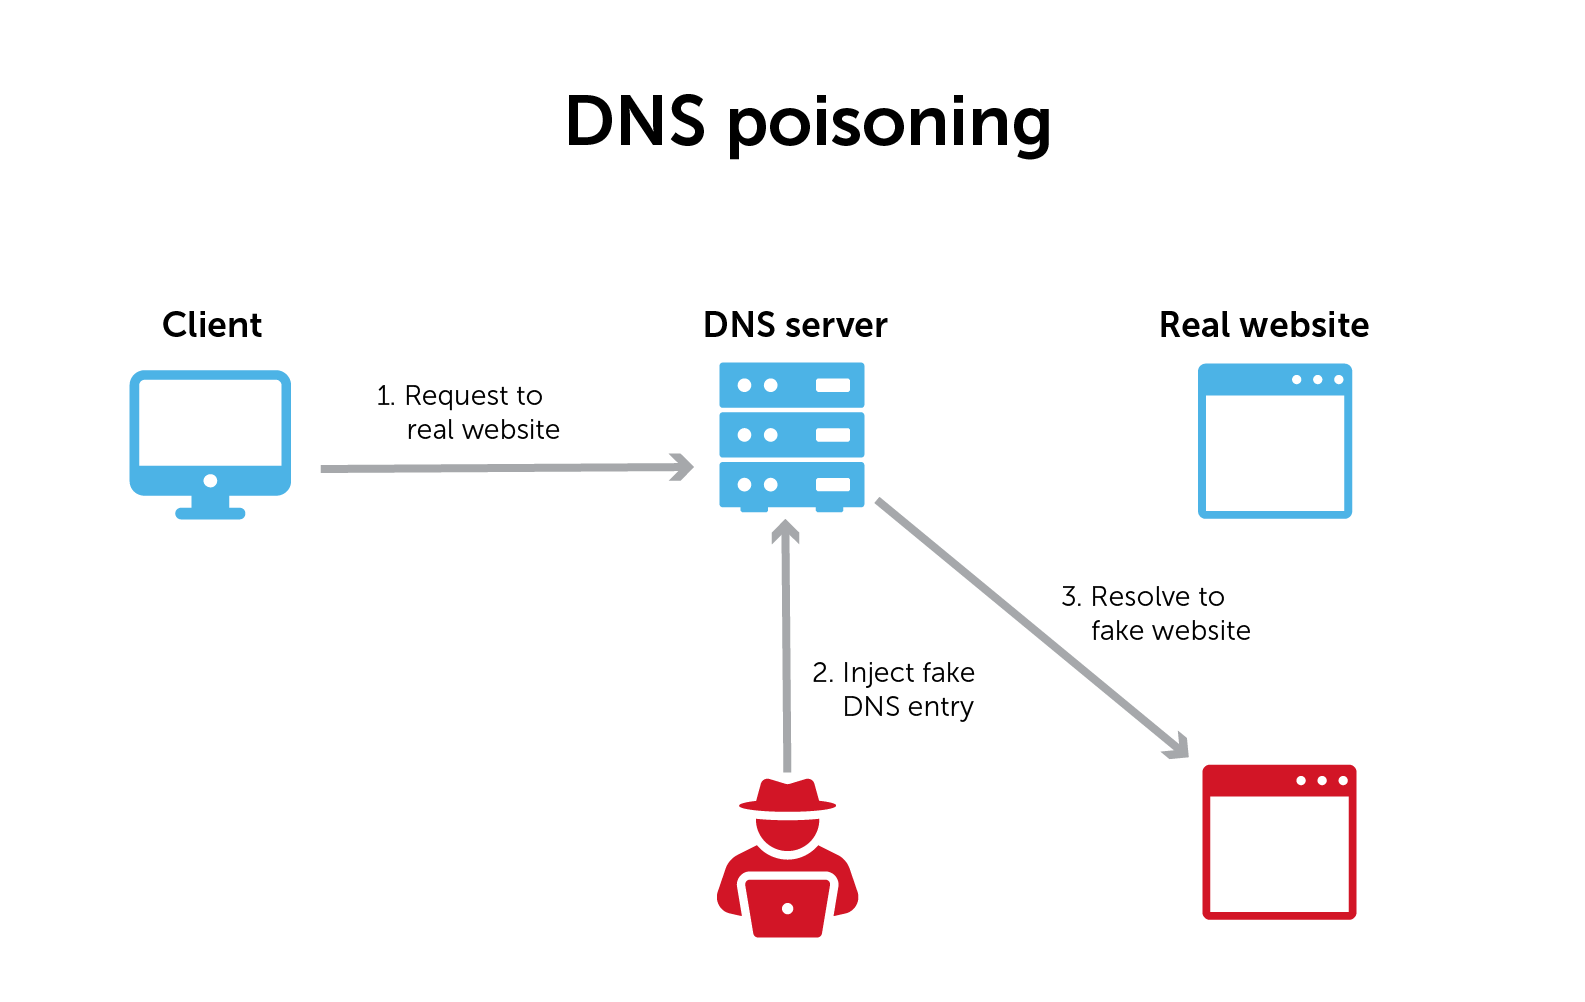 DNS poisoning
Client
DNS server
Real website
1. Request to
real website
3. Resolve to
fake website
2. Inject fake
DNS entry